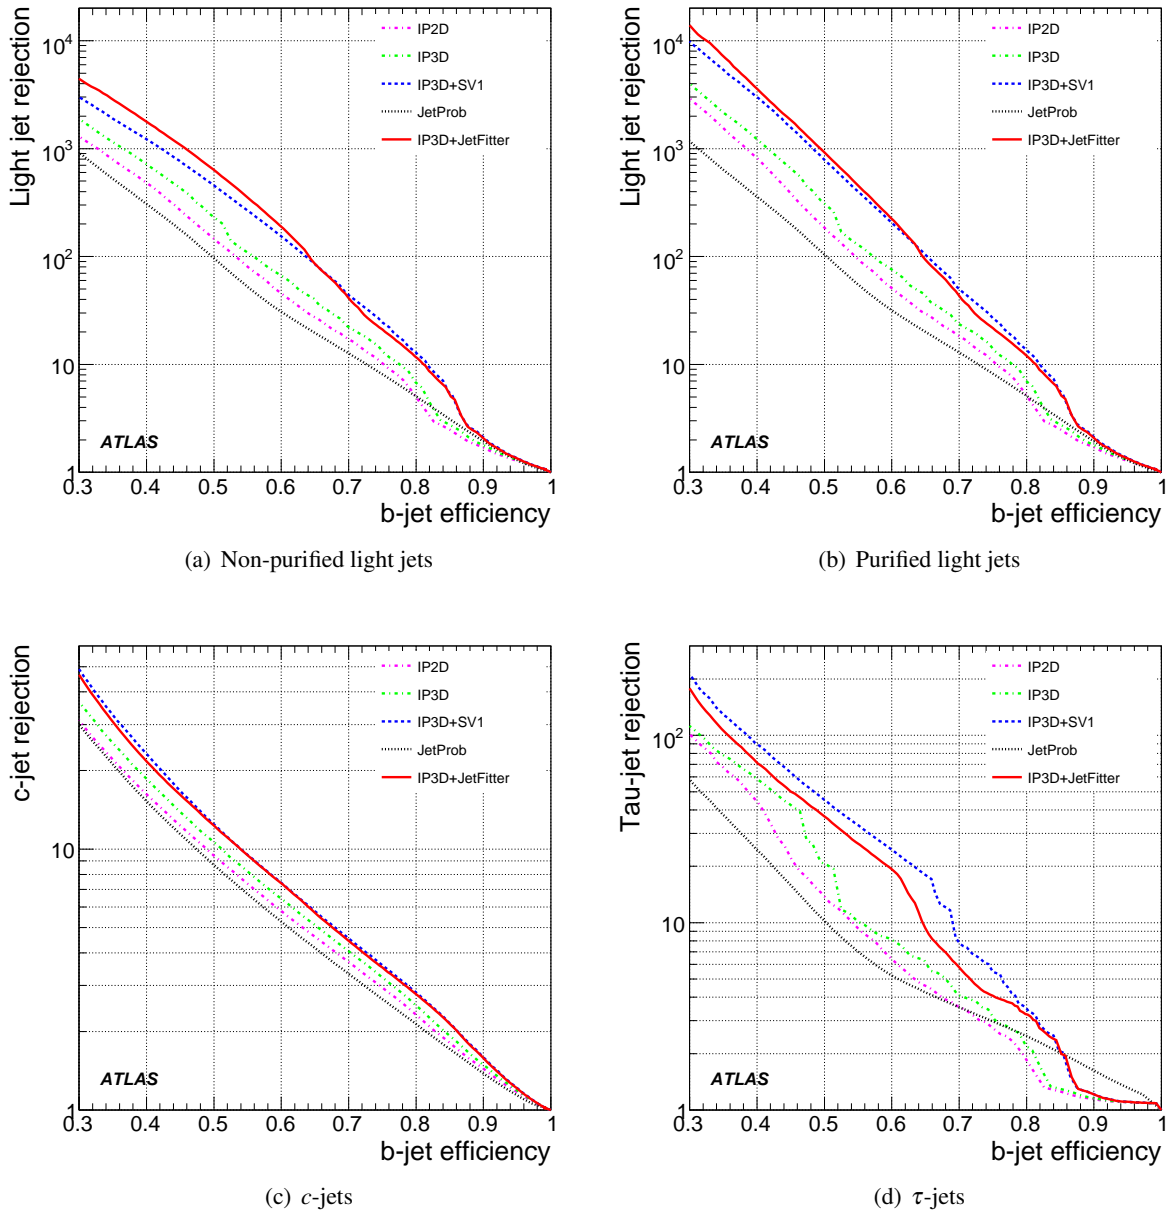 Light jet rejection
10^4
10^3
10^2
10
1
IP2D
IP3D
IP3D+SV1
JetProb
IP3D+JetFitter
ATLAS
0.3 0.4 0.5 0.6 0.7 0.8 0.9 1
b-jet efficiency
(a) Non-purified light jets
Light jet rejection
10^4
10^3
10^2
10
1
IP2D
IP3D
IP3D+SV1
JetProb
IP3D+JetFitter
ATLAS
0.3 0.4 0.5 0.6 0.7 0.8 0.9 1
b-jet efficiency
(b) Purified light jets
c-jet rejection
10
1
IP2D
IP3D
IP3D+SV1
JetProb
IP3D+JetFitter
ATLAS
0.3 0.4 0.5 0.6 0.7 0.8 0.9 1
b-jet efficiency
(c) c-jets
Tau-jet rejection
10^2
10
1
IP2D
IP3D
IP3D+SV1
JetProb
IP3D+JetFitter
ATLAS
0.3 0.4 0.5 0.6 0.7 0.8 0.9 1
b-jet efficiency
(d) τ-jets